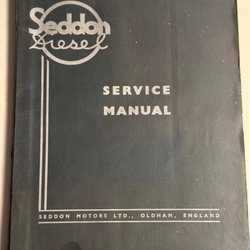 Seddon
Diesel
SERVICE
MANUAL
SEDDON MOTORS LTD., OLDHAM, ENGLAND